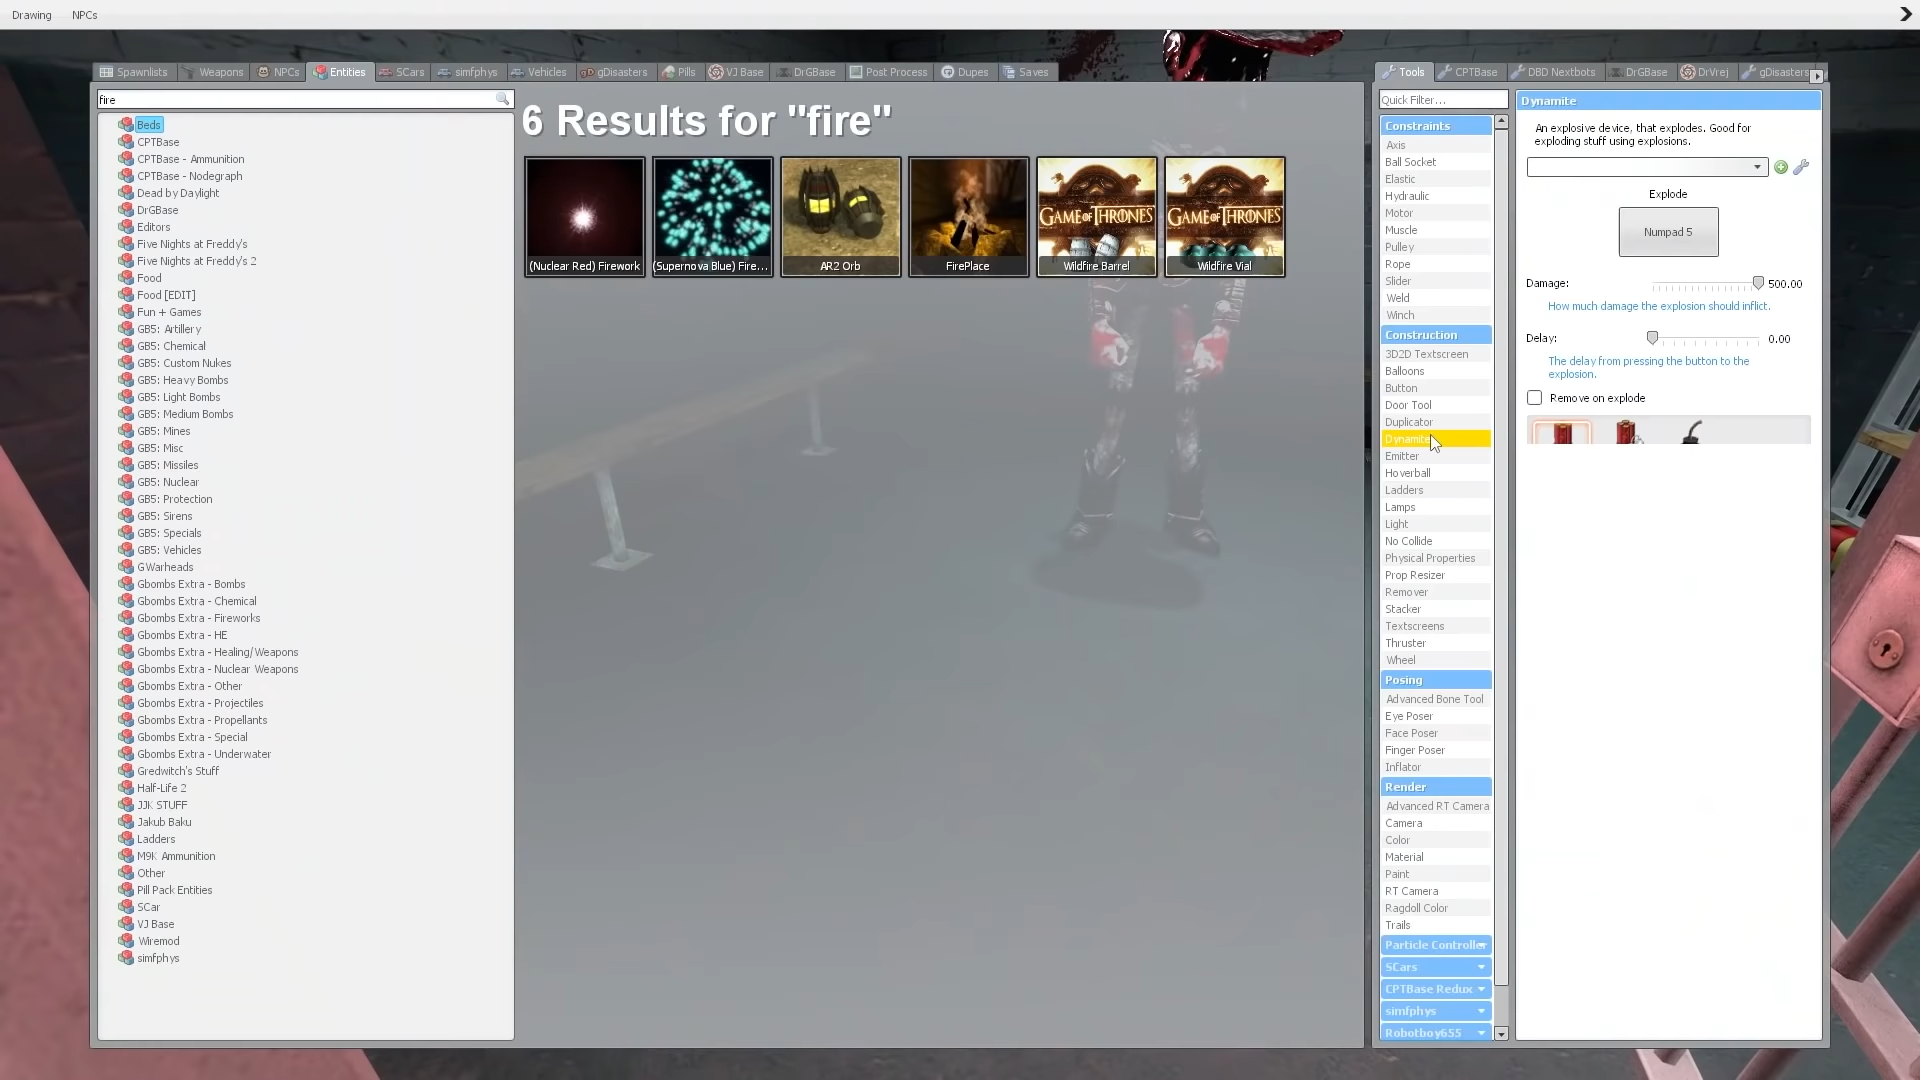 Drawing NPCs
Spawnlists Weapons NPCs Entities SCars simfphys Vehicles gDisasters Pills VJ Base DrGBase Post Process Dupes Saves
fire
Beds
CPTBase
CPTBase - Ammunition
CPTBase - Nodegraph
Dead by Daylight
DrGBase
Editors
Five Nights at Freddy's
Five Nights at Freddy's 2
Food
Food [EDIT]
Fun + Games
GB5: Artillery
GB5: Chemical
GB5: Custom Nukes
GB5: Heavy Bombs
GB5: Light Bombs
GB5: Medium Bombs
GB5: Mines
GB5: Misc
GB5: Missiles
GB5: Nuclear
GB5: Protection
GB5: Sirens
GB5: Specials
GB5: Vehicles
GWarheads
Gbombs Extra - Bombs
Gbombs Extra - Chemical
Gbombs Extra - Fireworks
Gbombs Extra - HE
Gbombs Extra - Healing/Weapons
Gbombs Extra - Nuclear Weapons
Gbombs Extra - Other
Gbombs Extra - Projectiles
Gbombs Extra - Propellants
Gbombs Extra - Special
Gbombs Extra - Underwater
Gredwitch's Stuff
Half-Life 2
JJK STUFF
Jakub Baku
Ladders
M9K Ammunition
Other
Pill Pack Entities
SCar
VJ Base
Wiremod
simfphys
6 Results for "fire"
GAME OF THRONES GAME OF THRONES
(Nuclear Red) Firework (Supernova Blue) Fire... AR2 Orb FirePlace Wildfire Barrel Wildfire Vial
Tools CPTBase DBD Nextbots DrGBase DrVrej gDisasters
Quick Filter...
Constraints
Axis
Ball Socket
Elastic
Hydraulic
Motor
Muscle
Pulley
Rope
Slider
Weld
Winch
Construction
3D2D Textscreen
Balloons
Button
Door Tool
Duplicator
Dynamite
Emitter
Hoverball
Ladders
Lamps
Light
No Collide
Physical Properties
Prop Resizer
Remover
Stacker
Textscreens
Thruster
Wheel
Posing
Advanced Bone Tool
Eye Poser
Face Poser
Finger Poser
Inflator
Render
Advanced RT Camera
Camera
Color
Material
Paint
RT Camera
Ragdoll Color
Trails
Particle Controller
SCars
CPTBase Redux
simfphys
Robotboy655
Dynamite
An explosive device, that explodes. Good for
exploding stuff using explosions.
Explode
Numpad 5
Damage: 500.00
How much damage the explosion should inflict.
Delay: 0.00
The delay from pressing the button to the
explosion.
Remove on explode